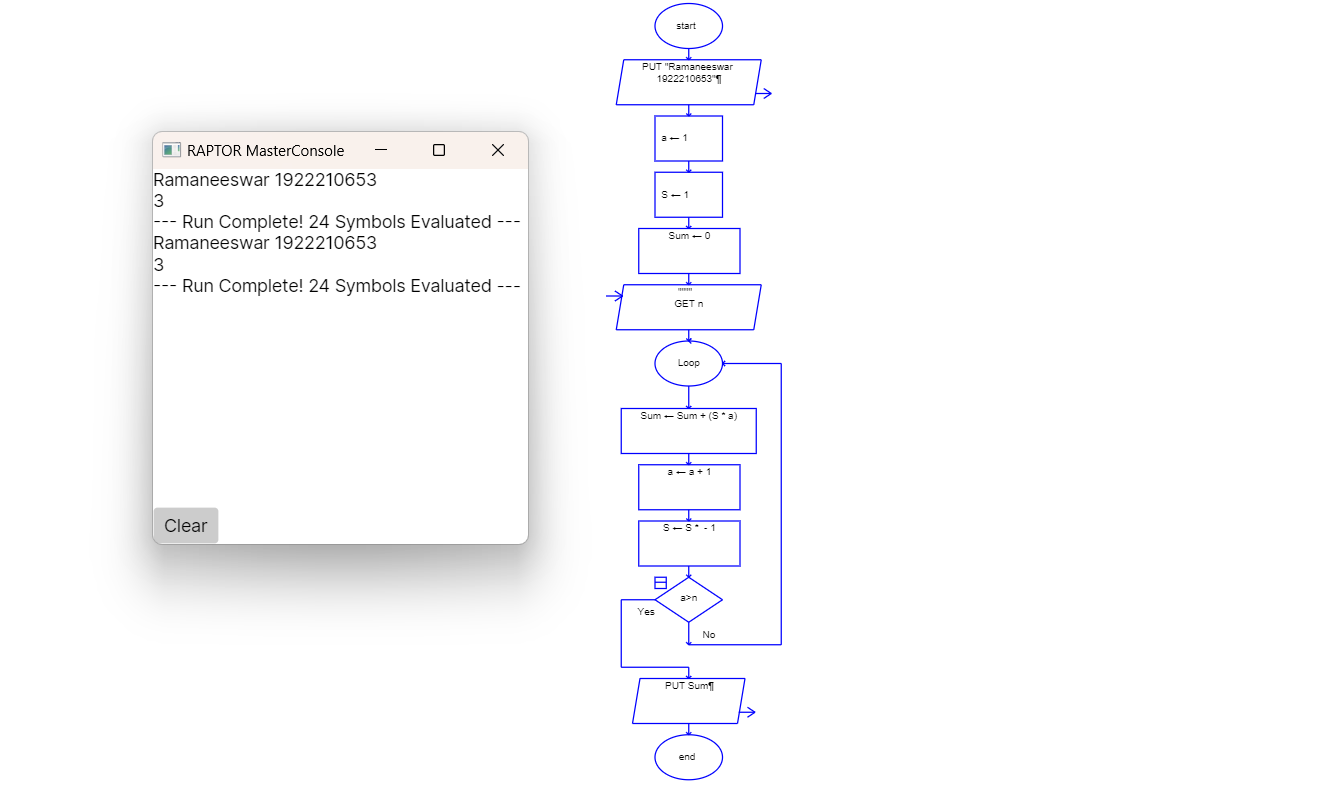 RAPTOR MasterConsole
Ramaneeswar 1922210653
3
--- Run Complete! 24 Symbols Evaluated ---
Ramaneeswar 1922210653
3
--- Run Complete! 24 Symbols Evaluated ---
Clear
start
PUT "Ramaneeswar
1922210653"¶
a ← 1
S ← 1
Sum ← 0
""""
GET n
Loop
Sum ← Sum + (S * a)
a ← a + 1
S ← S * - 1
a>n
Yes
No
PUT Sum¶
end